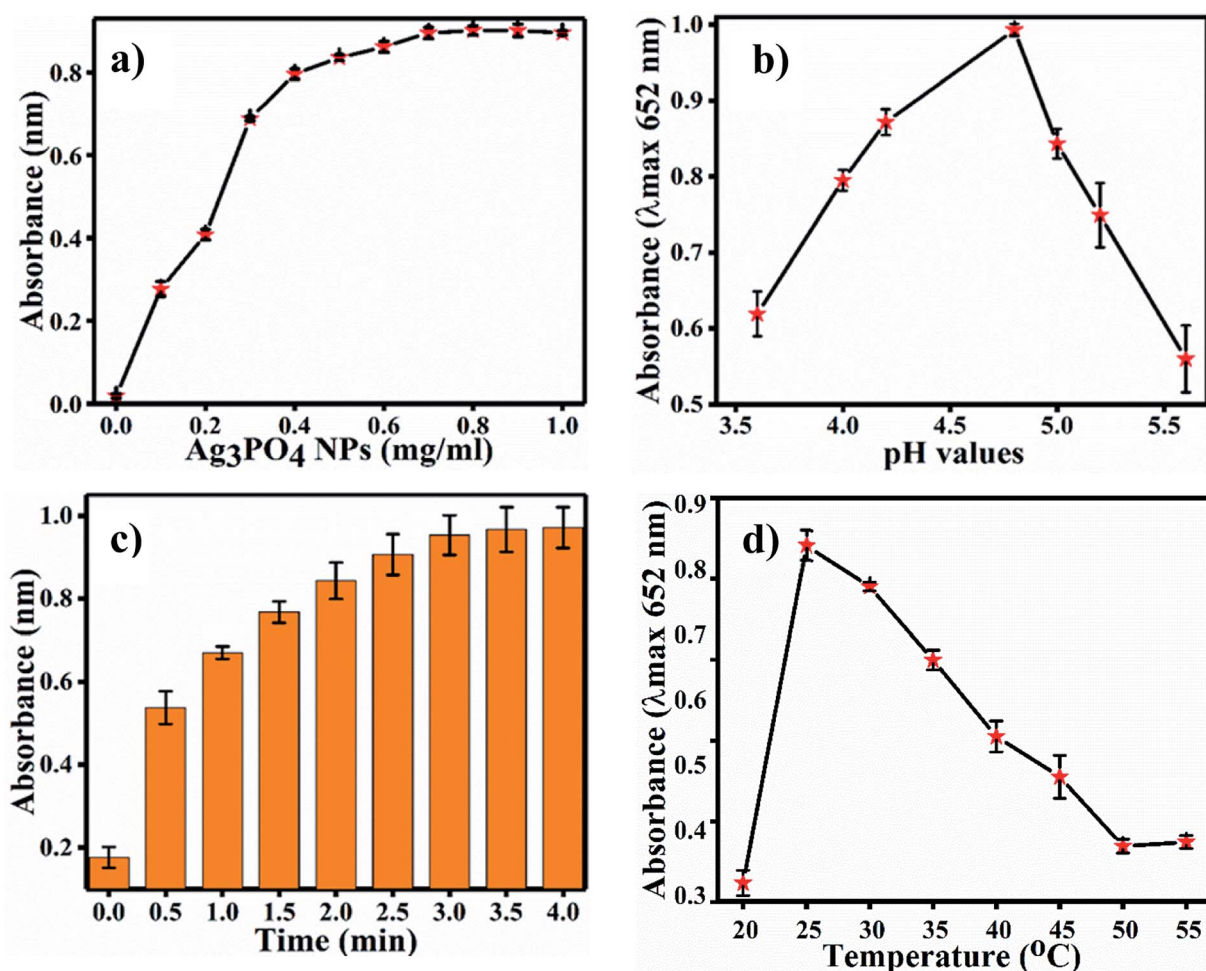 a)
Absorbance (nm)
0.8
0.6
0.4
0.2
0.0
0.0 0.2 0.4 0.6 0.8 1.0
Ag3PO4 NPs (mg/ml)
b)
Absorbance (λmax 652 nm)
1.0
0.9
0.8
0.7
0.6
0.5
3.5 4.0 4.5 5.0 5.5
pH values
c)
Absorbance (nm)
1.0
0.8
0.6
0.4
0.2
0.0 0.5 1.0 1.5 2.0 2.5 3.0 3.5 4.0
Time (min)
d)
Absorbance (λmax 652 nm)
0.9
0.8
0.7
0.6
0.5
0.4
0.3
20 25 30 35 40 45 50 55
Temperature (oC)